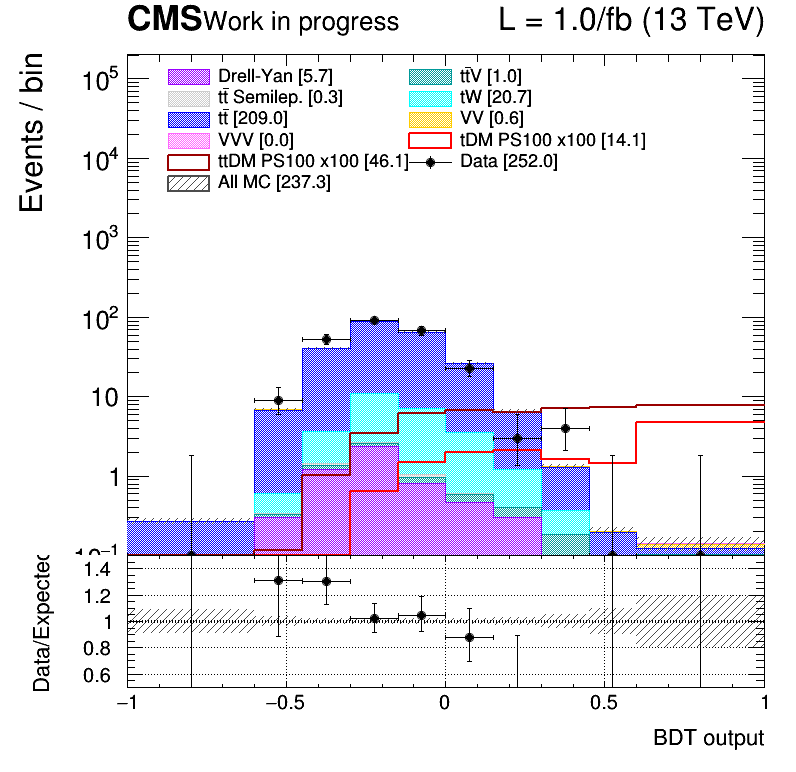 CMS Work in progress L = 1.0/fb (13 TeV)
Events / bin
10⁵
10⁴
10³
10²
10
1
10⁻¹
Drell-Yan [5.7]
tt̄V [1.0]
tt̄ Semilep. [0.3]
tW [20.7]
tt̄ [209.0]
VV [0.6]
VVV [0.0]
tDM PS100 x100 [14.1]
ttDM PS100 x100 [46.1]
Data [252.0]
All MC [237.3]
Data/Expected
1.4
1.2
1
0.8
0.6
−1 −0.5 0 0.5 1
BDT output